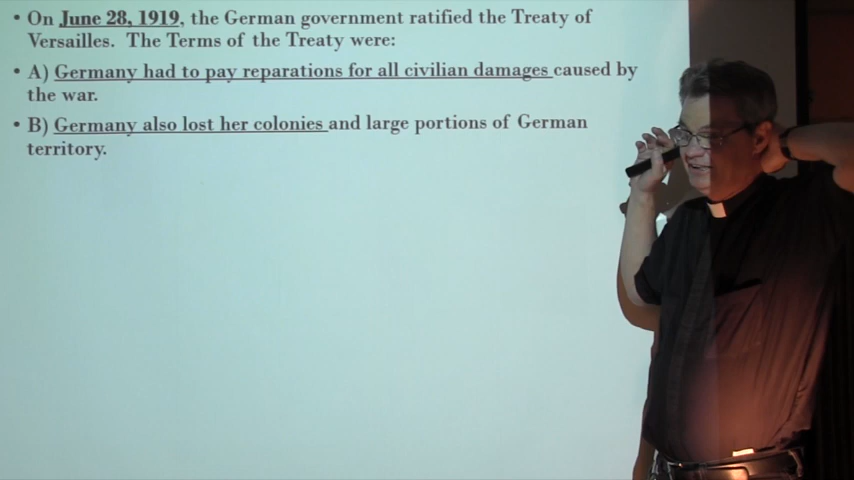 • On June 28, 1919, the German government ratified the Treaty of
Versailles. The Terms of the Treaty were:
• A) Germany had to pay reparations for all civilian damages caused by
the war.
• B) Germany also lost her colonies and large portions of German
territory.